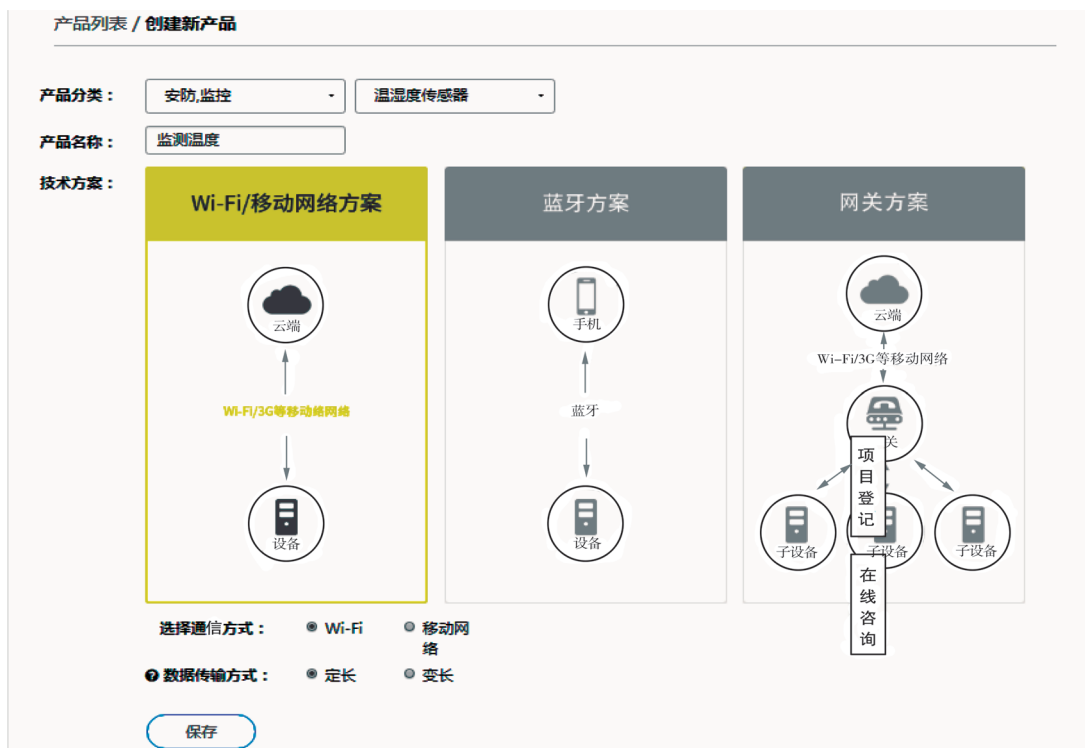 产品列表 / 创建新产品
产品分类： 安防,监控 温湿度传感器
产品名称： 监测温度
技术方案：
Wi-Fi/移动网络方案
云端
Wi-Fi/3G等移动络网络
设备
蓝牙方案
手机
蓝牙
设备
网关方案
云端
Wi-Fi/3G等移动网络
关
子设备 子设备 子设备
项目登记
在线咨询
选择通信方式： Wi-Fi 移动网
络
数据传输方式： 定长 变长
保存